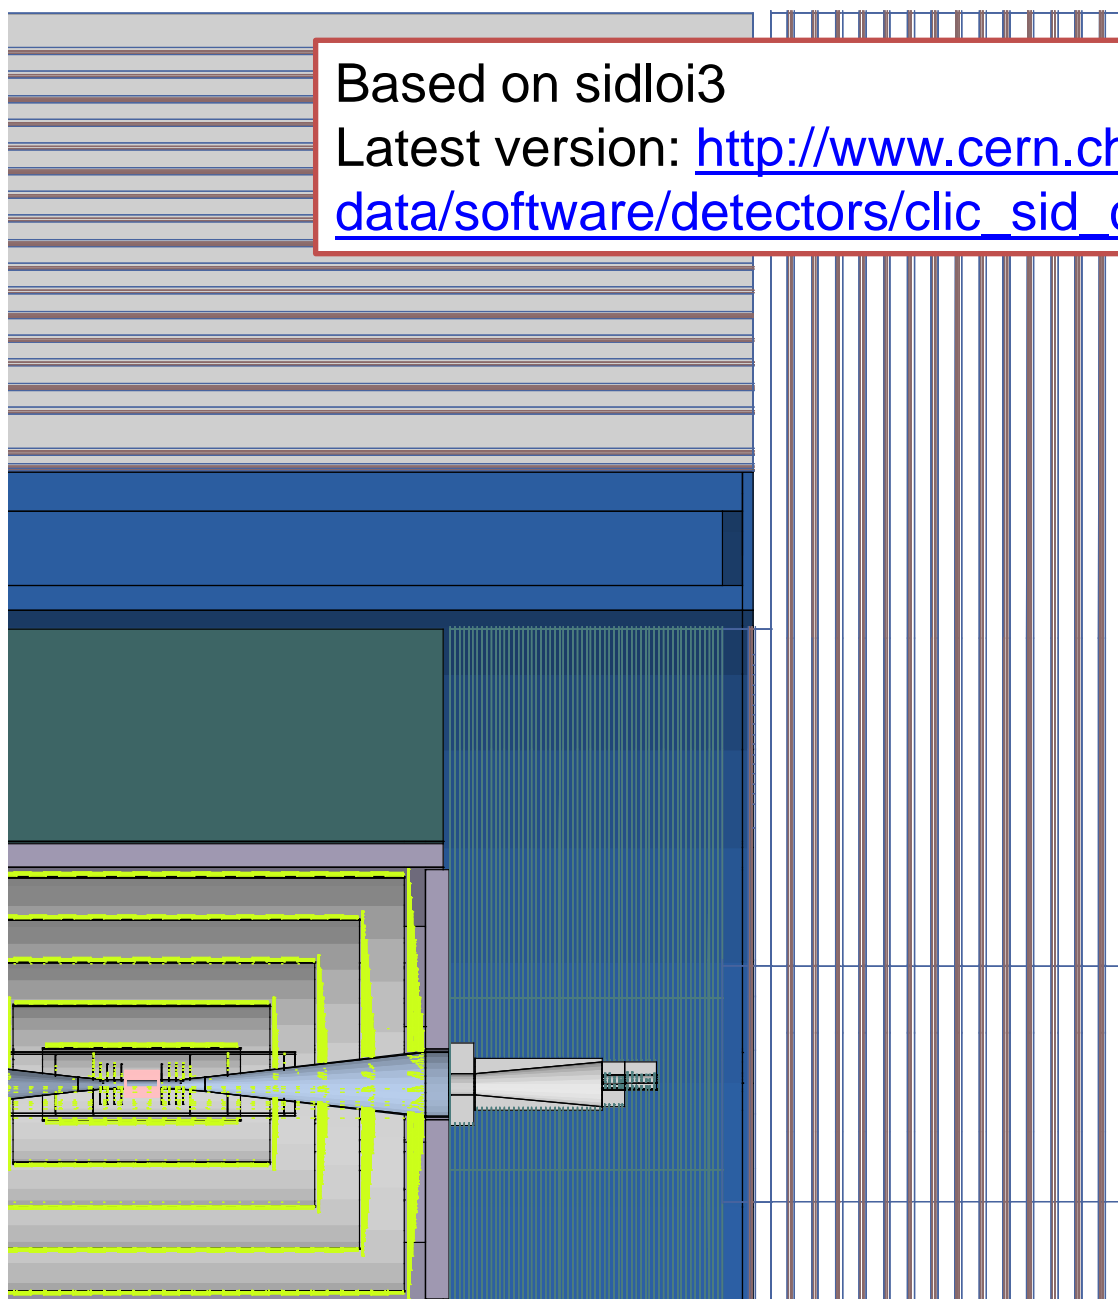 Based on sidloi3
Latest version: http://www.cern.ch
data/software/detectors/clic_sid_